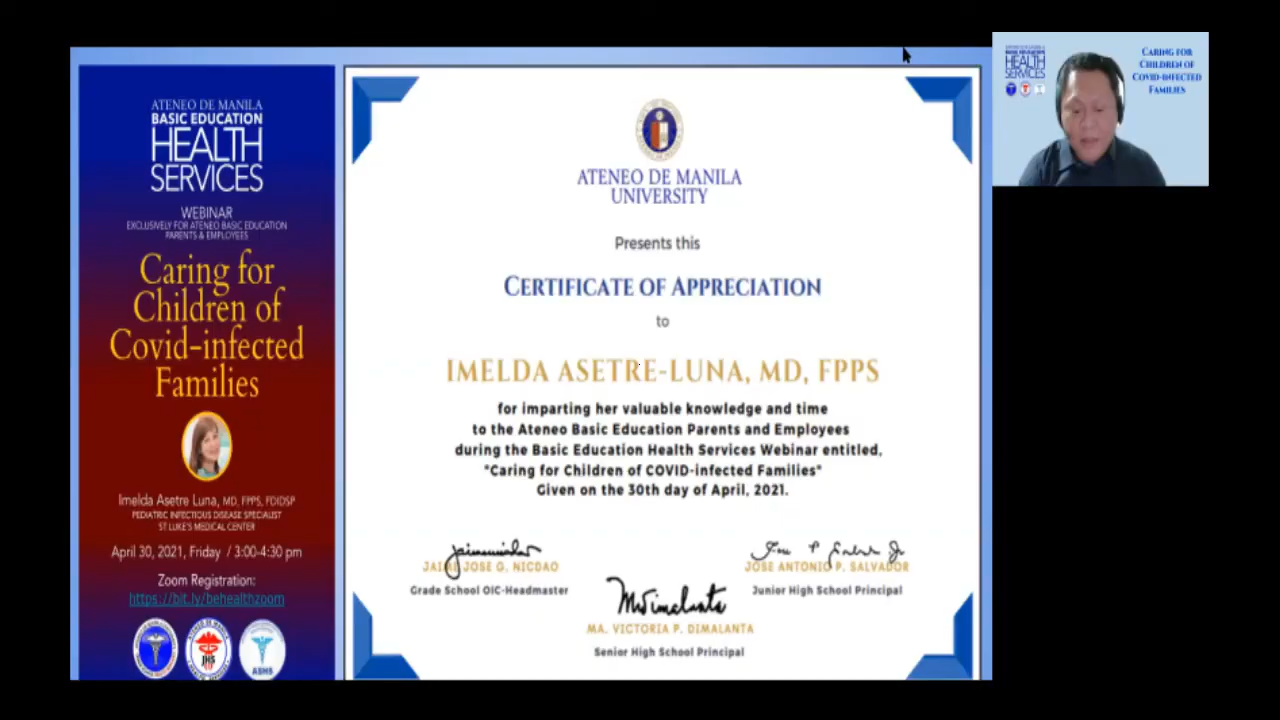 ATENEO DE MANILA
BASIC EDUCATION
HEALTH
SERVICES
WEBINAR
EXCLUSIVELY FOR ATENEO BASIC EDUCATION
PARENTS & EMPLOYEES
Caring for
Children of
Covid-infected
Families
Imelda Asetre Luna, MD, FPPS, FDIDSP
PEDIATRIC INFECTIOUS DISEASE SPECIALIST
ST LUKE'S MEDICAL CENTER
April 30, 2021, Friday / 3:00-4:30 pm
Zoom Registration:
https://bit.ly/behealthzoom
JHS
ASHS
ATENEO DE MANILA
UNIVERSITY
Presents this
CERTIFICATE OF APPRECIATION
to
IMELDA ASETRE-LUNA, MD, FPPS
for imparting her valuable knowledge and time
to the Ateneo Basic Education Parents and Employees
during the Basic Education Health Services Webinar entitled,
"Caring for Children of COVID-infected Families"
Given on the 30th day of April, 2021.
JAIME JOSE G. NICDAO
Grade School OIC-Headmaster
JOSE ANTONIO P. SALVADOR
Junior High School Principal
MA. VICTORIA P. DIMALANTA
Senior High School Principal
HEALTH
SERVICES
CARING FOR
CHILDREN OF
COVID-INFECTED
FAMILIES